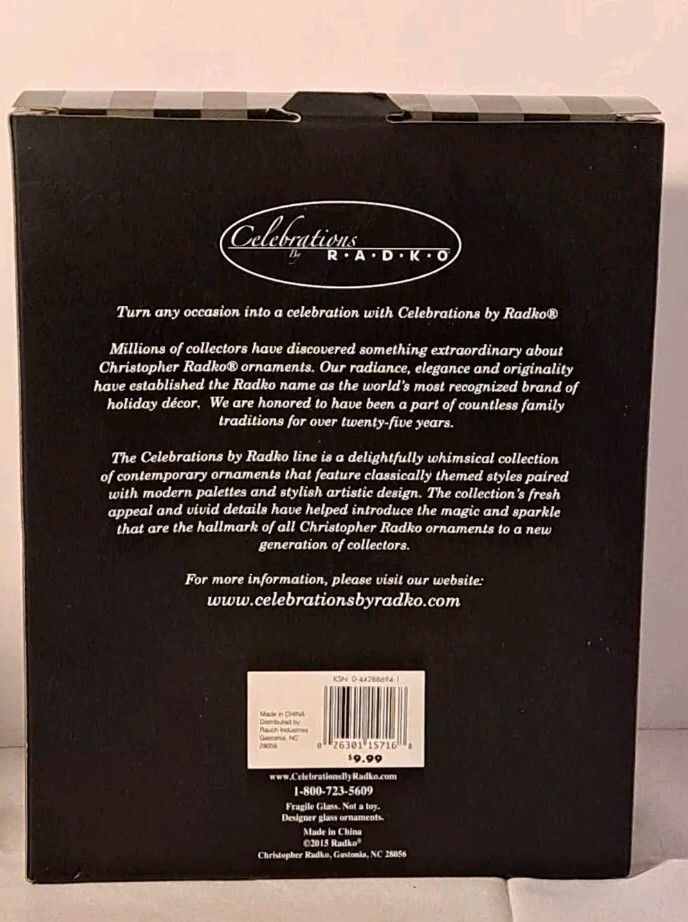 Celebrations
By R·A·D·K·O
Turn any occasion into a celebration with Celebrations by Radko®
Millions of collectors have discovered something extraordinary about
Christopher Radko® ornaments. Our radiance, elegance and originality
have established the Radko name as the world's most recognized brand of
holiday décor. We are honored to have been a part of countless family
traditions for over twenty-five years.
The Celebrations by Radko line is a delightfully whimsical collection
of contemporary ornaments that feature classically themed styles paired
with modern palettes and stylish artistic design. The collection's fresh
appeal and vivid details have helped introduce the magic and sparkle
that are the hallmark of all Christopher Radko ornaments to a new
generation of collectors.
For more information, please visit our website:
www.celebrationsbyradko.com
KSN 0-44288694-1
Made in CHINA
Distributed by
Rauch Industries
Gastonia, NC
28056
0 26301 15716 8
$9.99
www.CelebrationsByRadko.com
1-800-723-5609
Fragile Glass. Not a toy.
Designer glass ornaments.
Made in China
©2015 Radko®
Christopher Radko, Gastonia, NC 28056